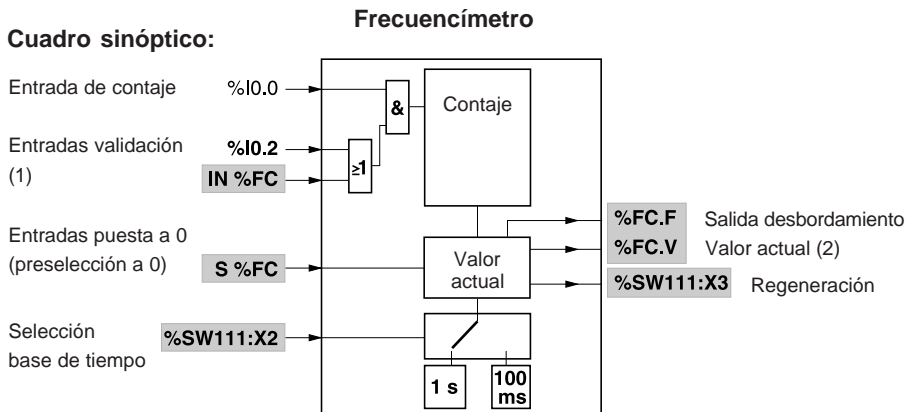 Frecuencímetro
Cuadro sinóptico:
Entrada de contaje %I0.0
&
Contaje
Entradas validación %I0.2
(1) IN %FC
≥1
%FC.F Salida desbordamiento
Entradas puesta a 0
(preselección a 0) S %FC
Valor
actual
%FC.V Valor actual (2)
%SW111:X3 Regeneración
Selección
base de tiempo %SW111:X2
1 s
100
ms